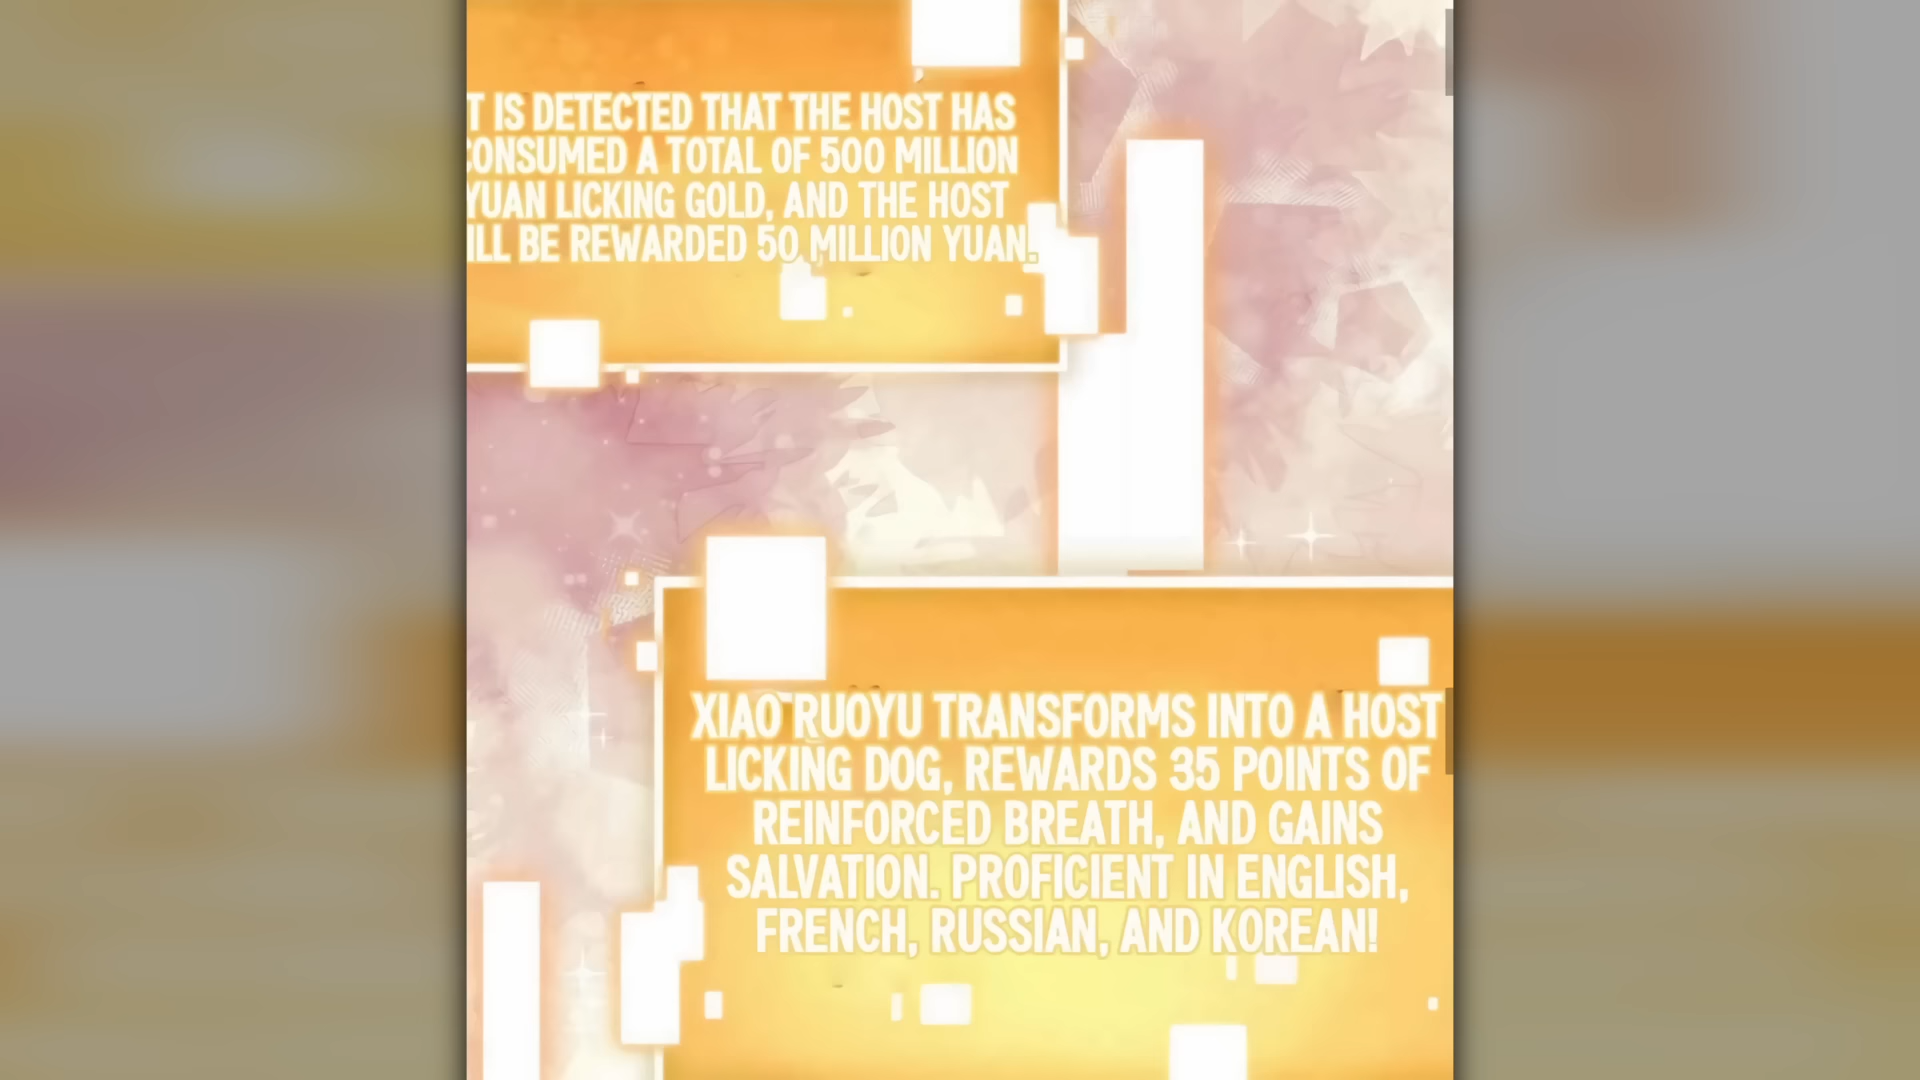 T IS DETECTED THAT THE HOST HAS
CONSUMED A TOTAL OF 500 MILLION
YUAN LICKING GOLD, AND THE HOST
ILL BE REWARDED 50 MILLION YUAN!
XIAO RUOYU TRANSFORMS INTO A HOST
LICKING DOG, REWARDS 35 POINTS OF
REINFORCED BREATH, AND GAINS
SALVATION. PROFICIENT IN ENGLISH,
FRENCH, RUSSIAN, AND KOREAN!